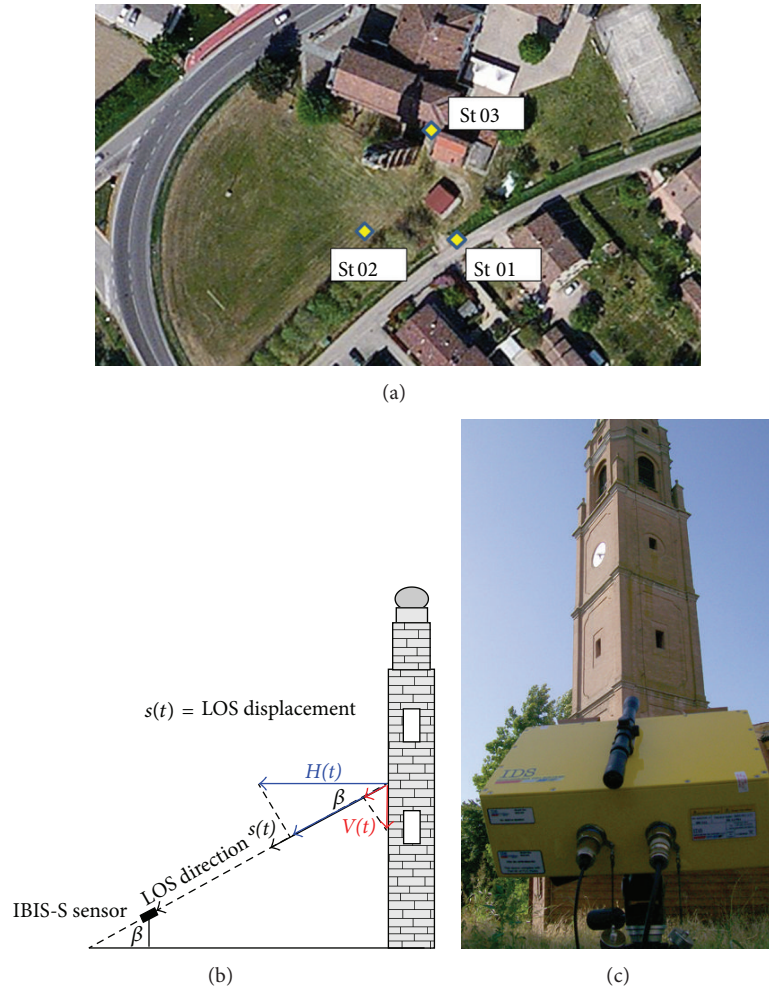 St 03
St 02
St 01
(a)
s(t) = LOS displacement
H(t)
β
s(t)
V(t)
LOS direction
IBIS-S sensor
β
(b)
IDS
(c)